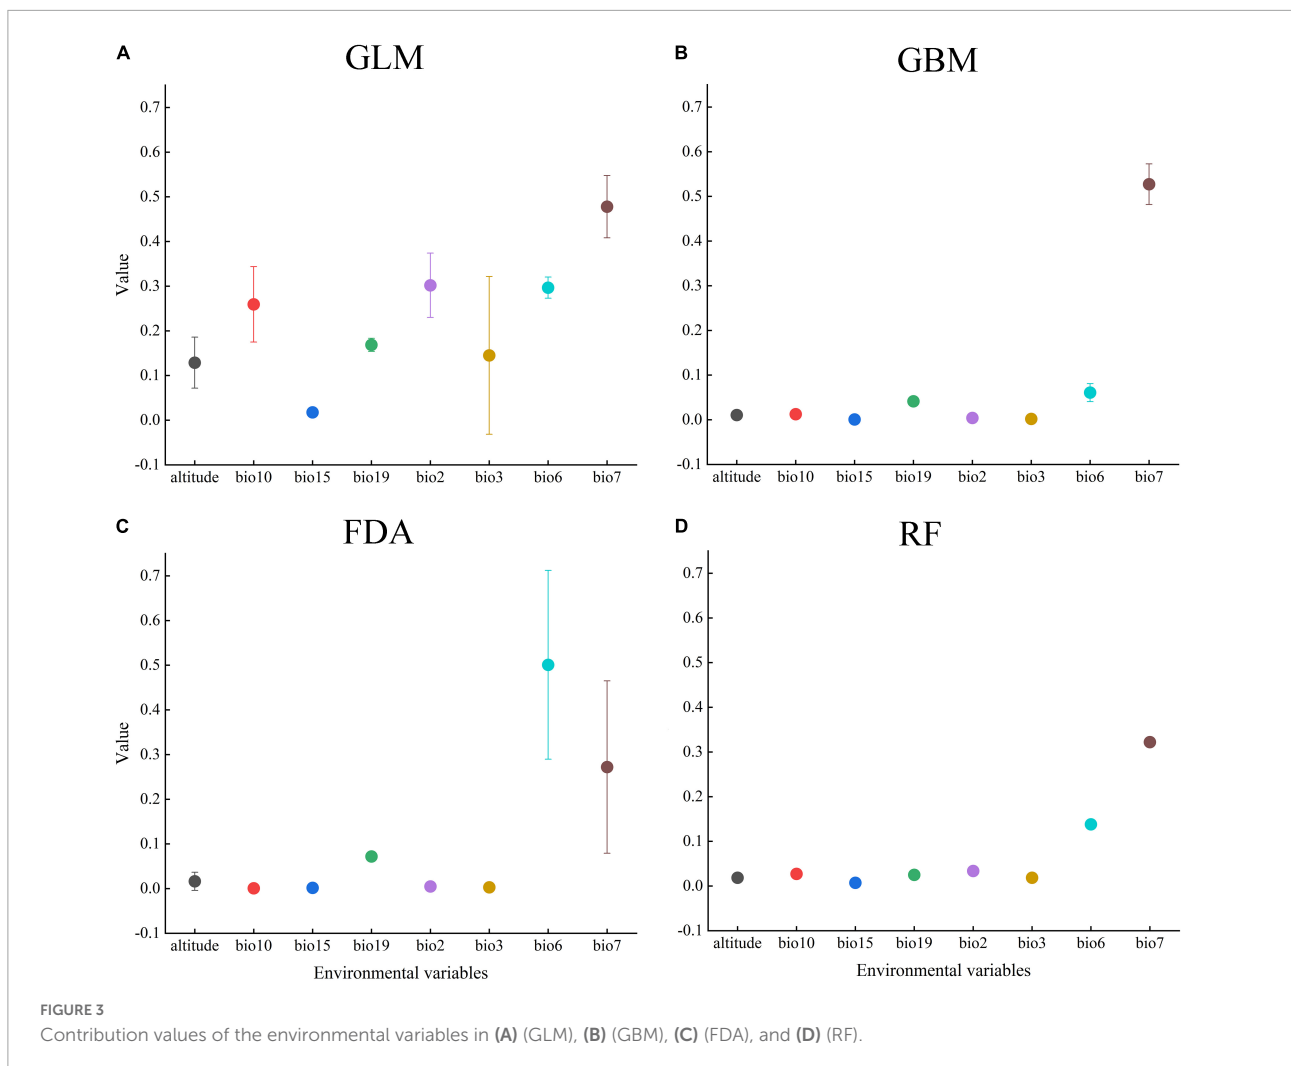 A
GLM
0.7
0.6
0.5
0.4
0.3
0.2
0.1
0.0
-0.1
Value
altitude bio10 bio15 bio19 bio2 bio3 bio6 bio7
B
GBM
0.7
0.6
0.5
0.4
0.3
0.2
0.1
0.0
-0.1
altitude bio10 bio15 bio19 bio2 bio3 bio6 bio7
C
FDA
0.7
0.6
0.5
0.4
0.3
0.2
0.1
0.0
-0.1
Value
altitude bio10 bio15 bio19 bio2 bio3 bio6 bio7
Environmental variables
D
RF
0.7
0.6
0.5
0.4
0.3
0.2
0.1
0.0
-0.1
altitude bio10 bio15 bio19 bio2 bio3 bio6 bio7
Environmental variables
FIGURE 3
Contribution values of the environmental variables in (A) (GLM), (B) (GBM), (C) (FDA), and (D) (RF).